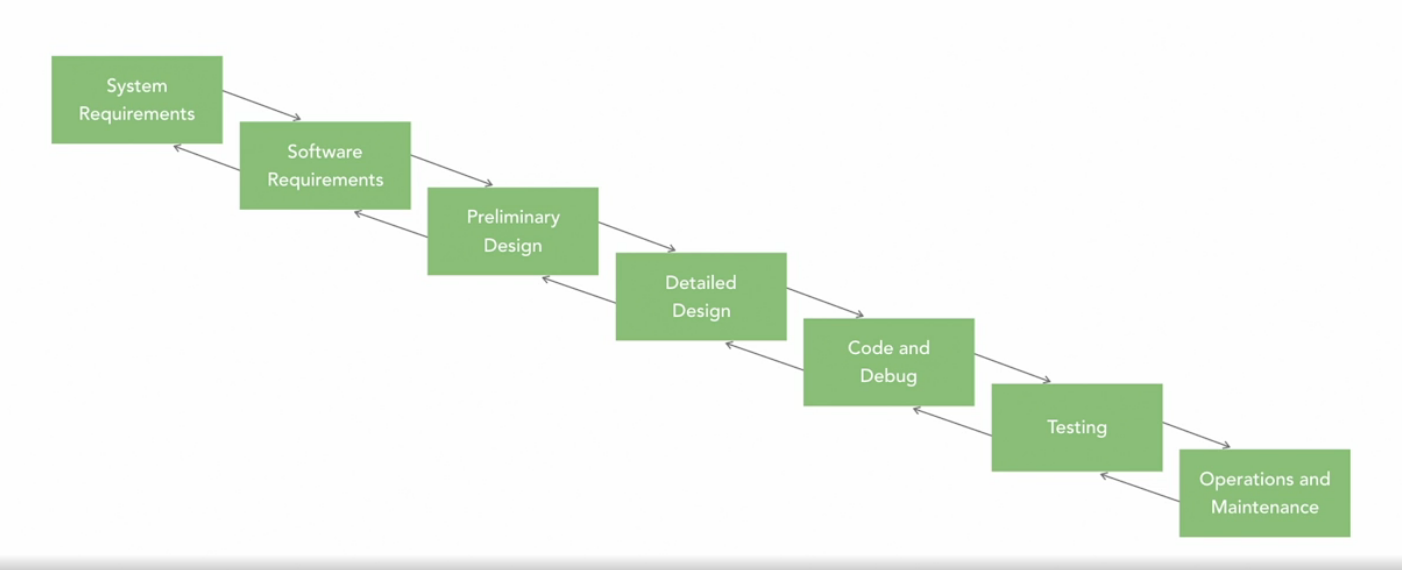 System
Requirements
Software
Requirements
Preliminary
Design
Detailed
Design
Code and
Debug
Testing
Operations and
Maintenance